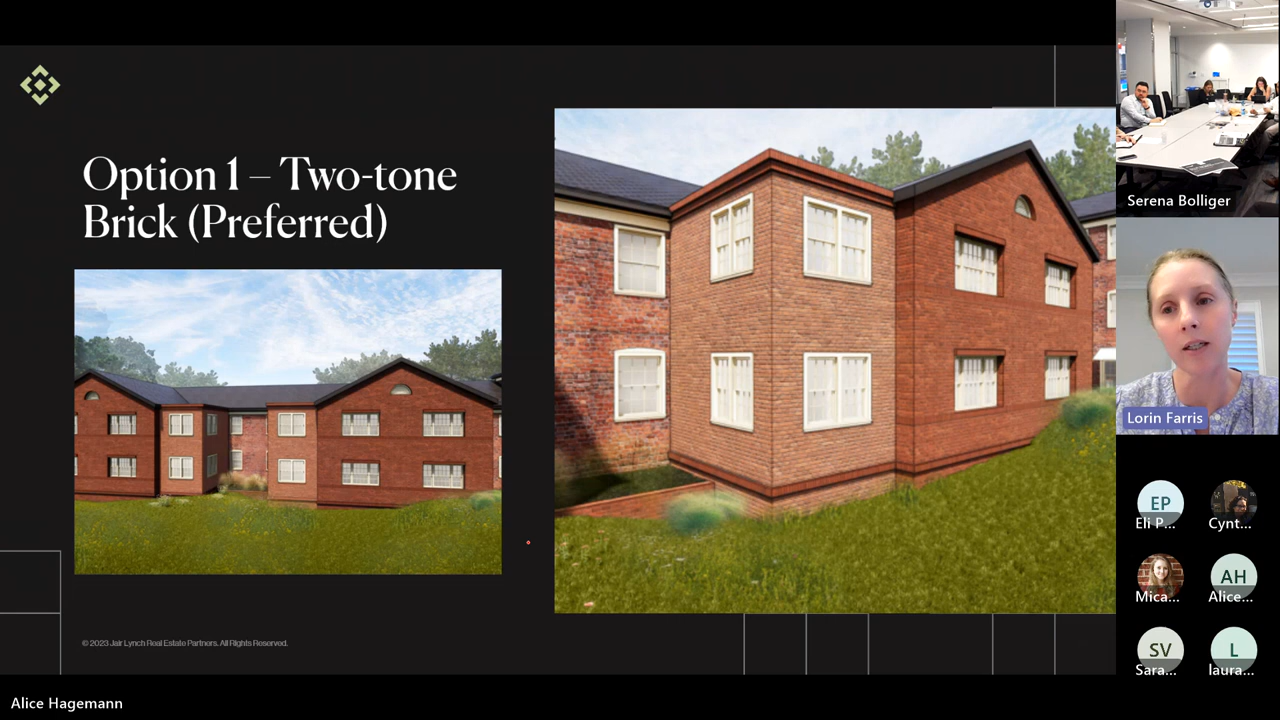 Option 1 – Two-tone
Brick (Preferred)
© 2023 Jair Lynch Real Estate Partners. All Rights Reserved.
Alice Hagemann
Serena Bolliger
Lorin Farris
EP
Eli P...
Cynt...
Mica...
AH
Alice...
SV
Sara...
L
laura...